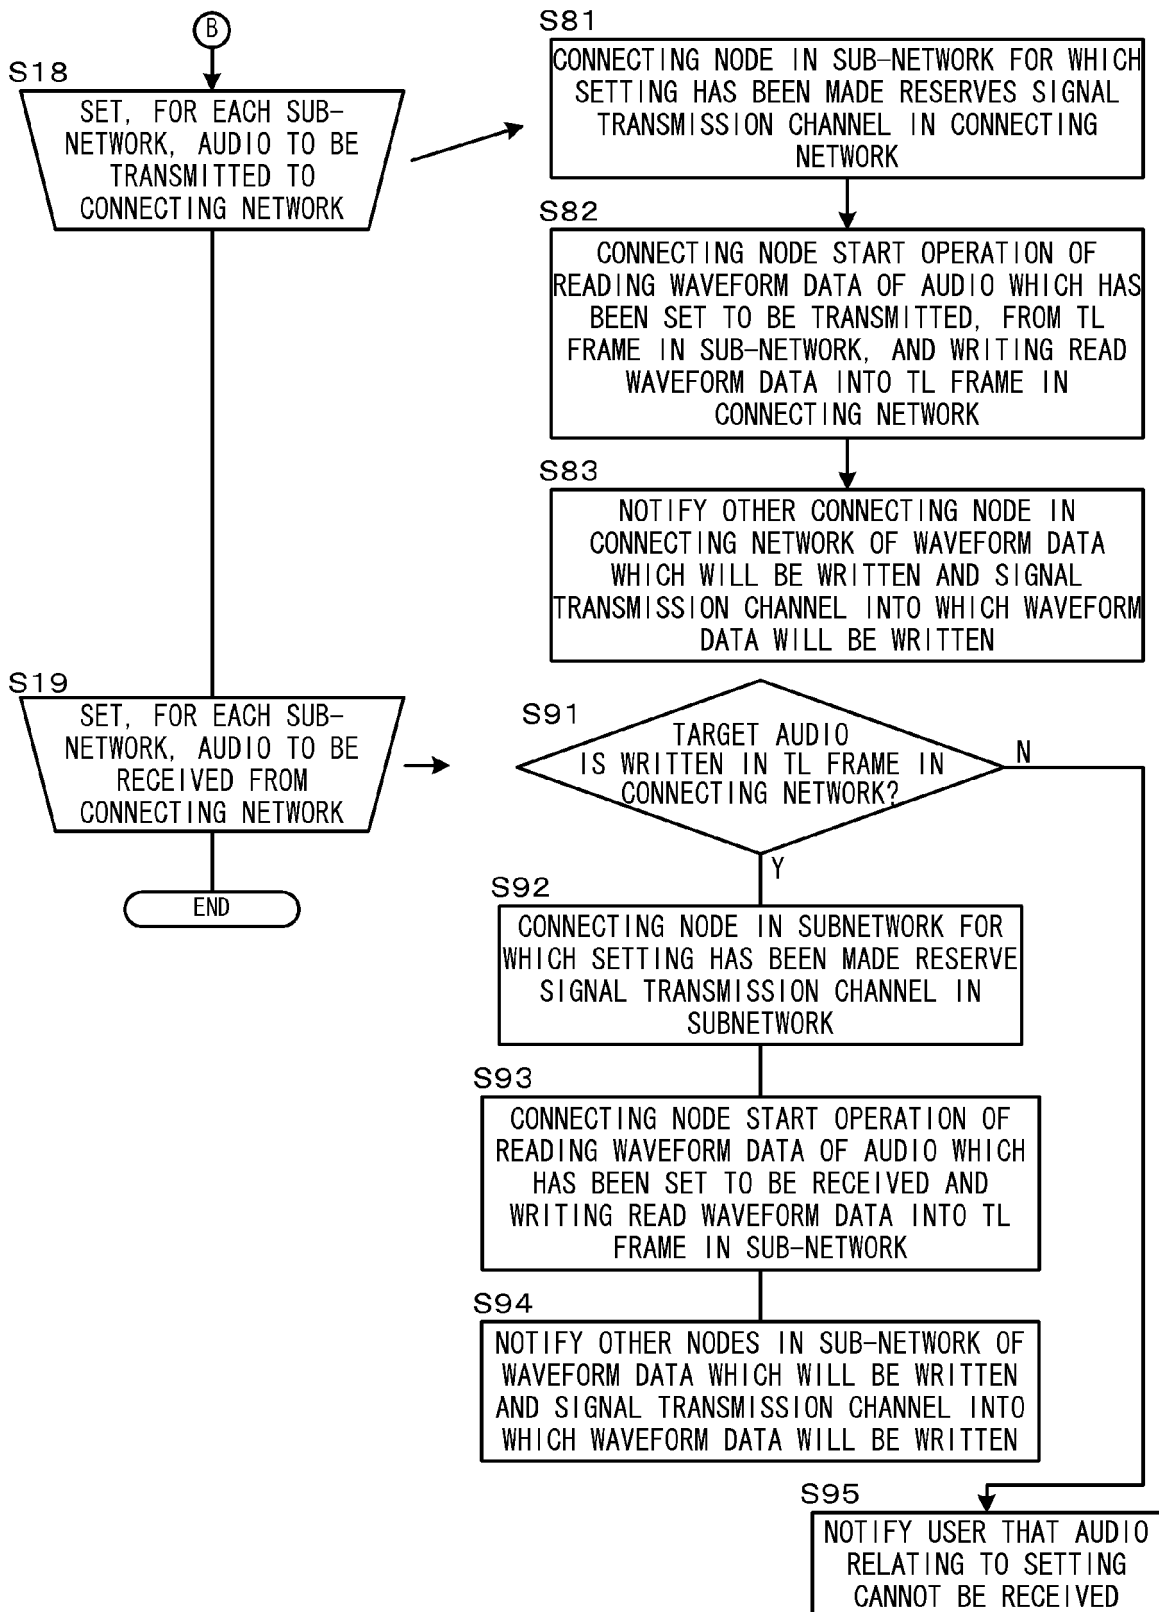 B
S18
SET, FOR EACH SUB-
NETWORK, AUDIO TO BE
TRANSMITTED TO
CONNECTING NETWORK
S81
CONNECTING NODE IN SUB-NETWORK FOR WHICH
SETTING HAS BEEN MADE RESERVES SIGNAL
TRANSMISSION CHANNEL IN CONNECTING
NETWORK
S82
CONNECTING NODE START OPERATION OF
READING WAVEFORM DATA OF AUDIO WHICH HAS
BEEN SET TO BE TRANSMITTED, FROM TL
FRAME IN SUB-NETWORK, AND WRITING READ
WAVEFORM DATA INTO TL FRAME IN
CONNECTING NETWORK
S83
NOTIFY OTHER CONNECTING NODE IN
CONNECTING NETWORK OF WAVEFORM DATA
WHICH WILL BE WRITTEN AND SIGNAL
TRANSMISSION CHANNEL INTO WHICH WAVEFORM
DATA WILL BE WRITTEN
S19
SET, FOR EACH SUB-
NETWORK, AUDIO TO BE
RECEIVED FROM
CONNECTING NETWORK
END
S91
TARGET AUDIO
IS WRITTEN IN TL FRAME IN
CONNECTING NETWORK?
N
Y
S92
CONNECTING NODE IN SUBNETWORK FOR
WHICH SETTING HAS BEEN MADE RESERVE
SIGNAL TRANSMISSION CHANNEL IN
SUBNETWORK
S93
CONNECTING NODE START OPERATION OF
READING WAVEFORM DATA OF AUDIO WHICH
HAS BEEN SET TO BE RECEIVED AND
WRITING READ WAVEFORM DATA INTO TL
FRAME IN SUB-NETWORK
S94
NOTIFY OTHER NODES IN SUB-NETWORK OF
WAVEFORM DATA WHICH WILL BE WRITTEN
AND SIGNAL TRANSMISSION CHANNEL INTO
WHICH WAVEFORM DATA WILL BE WRITTEN
S95
NOTIFY USER THAT AUDIO
RELATING TO SETTING
CANNOT BE RECEIVED